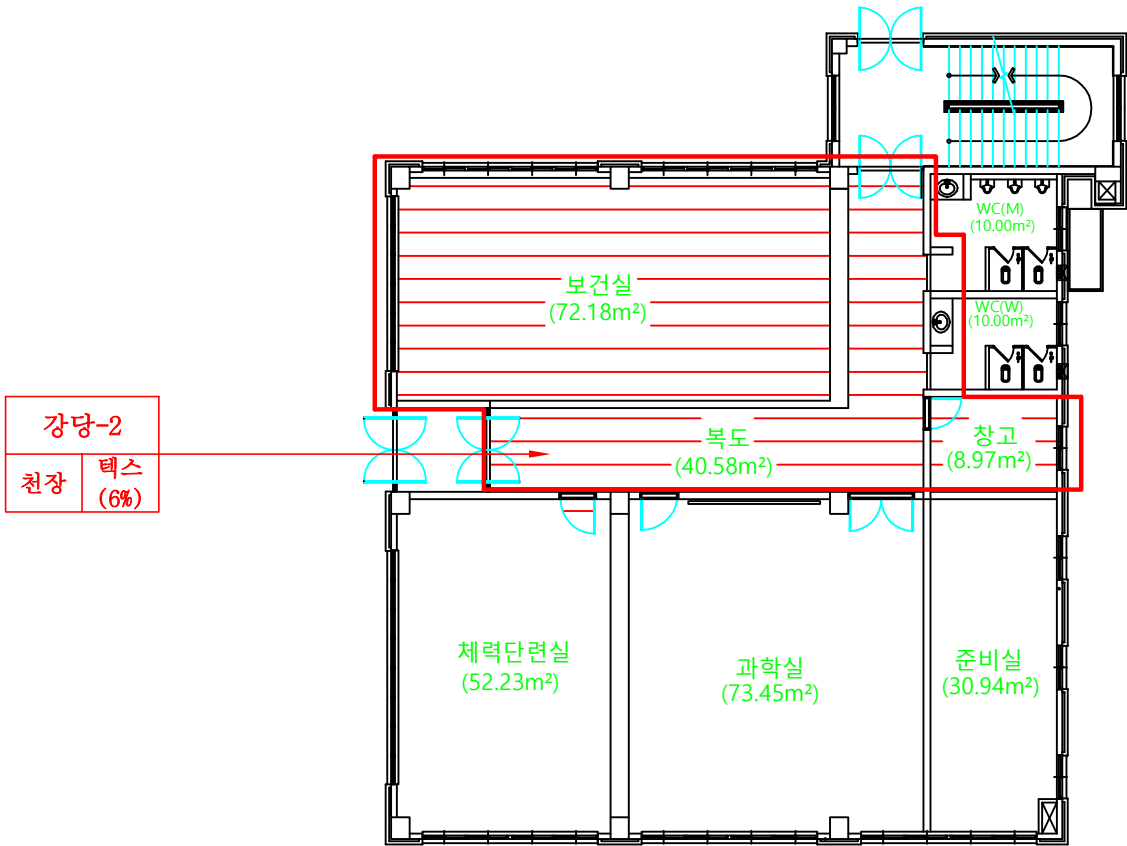 WC(M)
(10.00m²)
보건실
(72.18m²)
WC(W)
(10.00m²)
강당-2
천장
텍스
(6%)
복도
(40.58m²)
창고
(8.97m²)
체력단련실
(52.23m²)
과학실
(73.45m²)
준비실
(30.94m²)